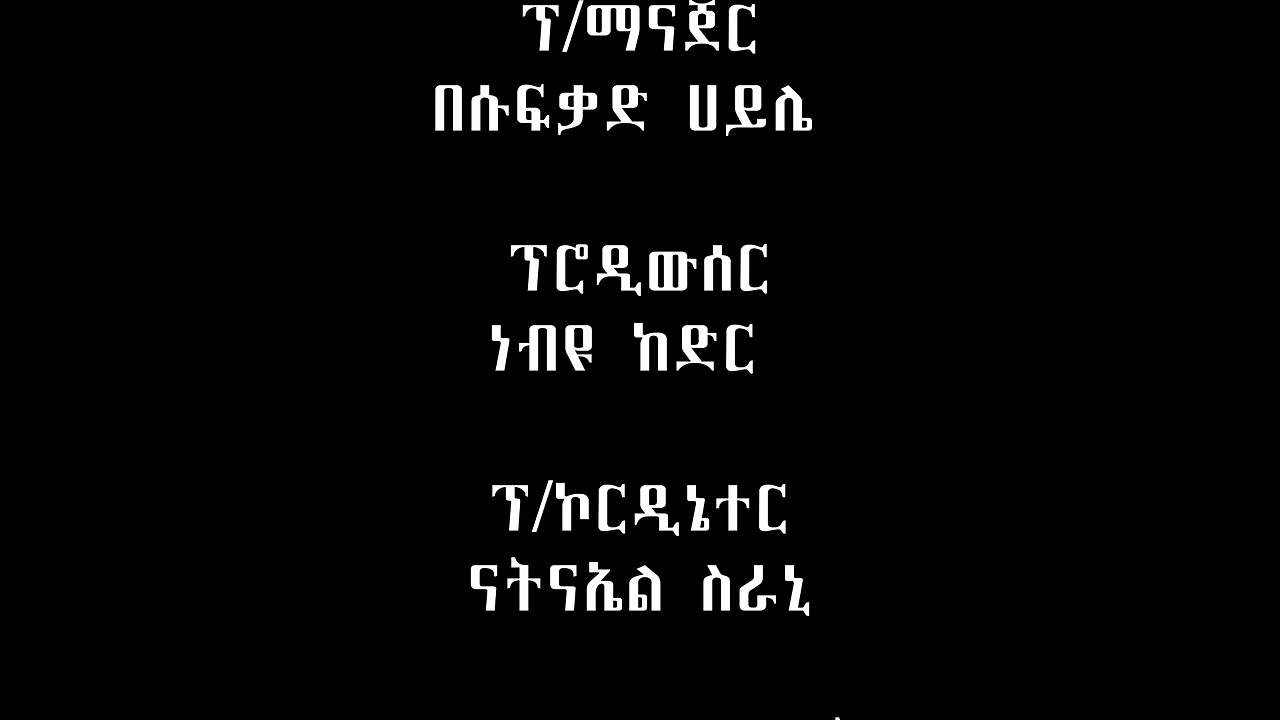 ፕ/ማናጀር
በሱፍቃድ ሀይሌ
ፕሮዲውሰር
ነብዩ ከድር
ፕ/ኮርዲኔተር
ናትናኤል ስራኒ